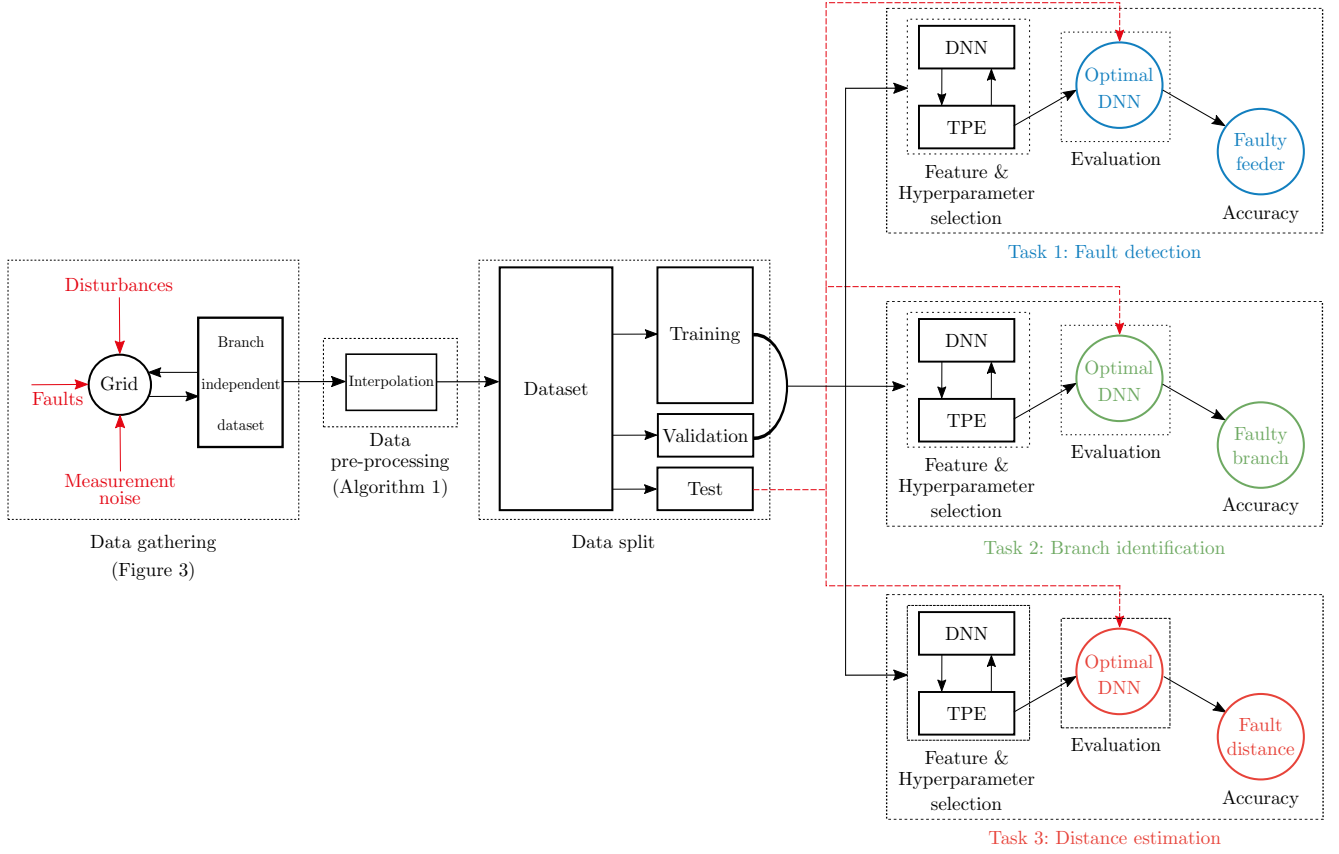 Disturbances
Grid
Faults
Measurement
noise
Branch
independent
dataset
Data gathering
(Figure 3)
Interpolation
Data
pre-processing
(Algorithm 1)
Dataset
Training
Validation
Test
Data split
DNN
TPE
Feature &
Hyperparameter
selection
Optimal
DNN
Evaluation
Faulty
feeder
Accuracy
Task 1: Fault detection
DNN
TPE
Feature &
Hyperparameter
selection
Optimal
DNN
Evaluation
Faulty
branch
Accuracy
Task 2: Branch identification
DNN
TPE
Feature &
Hyperparameter
selection
Optimal
DNN
Evaluation
Fault
distance
Accuracy
Task 3: Distance estimation